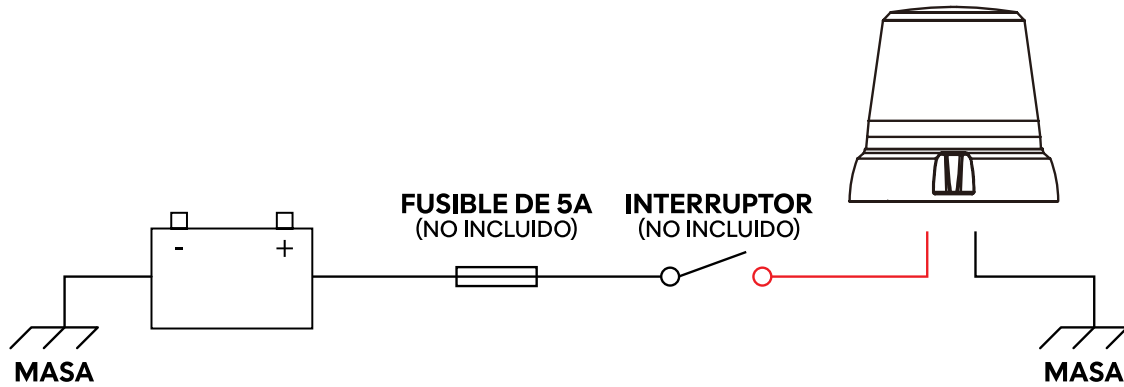 FUSIBLE DE 5A
(NO INCLUIDO)
INTERRUPTOR
(NO INCLUIDO)
-
+
MASA
MASA